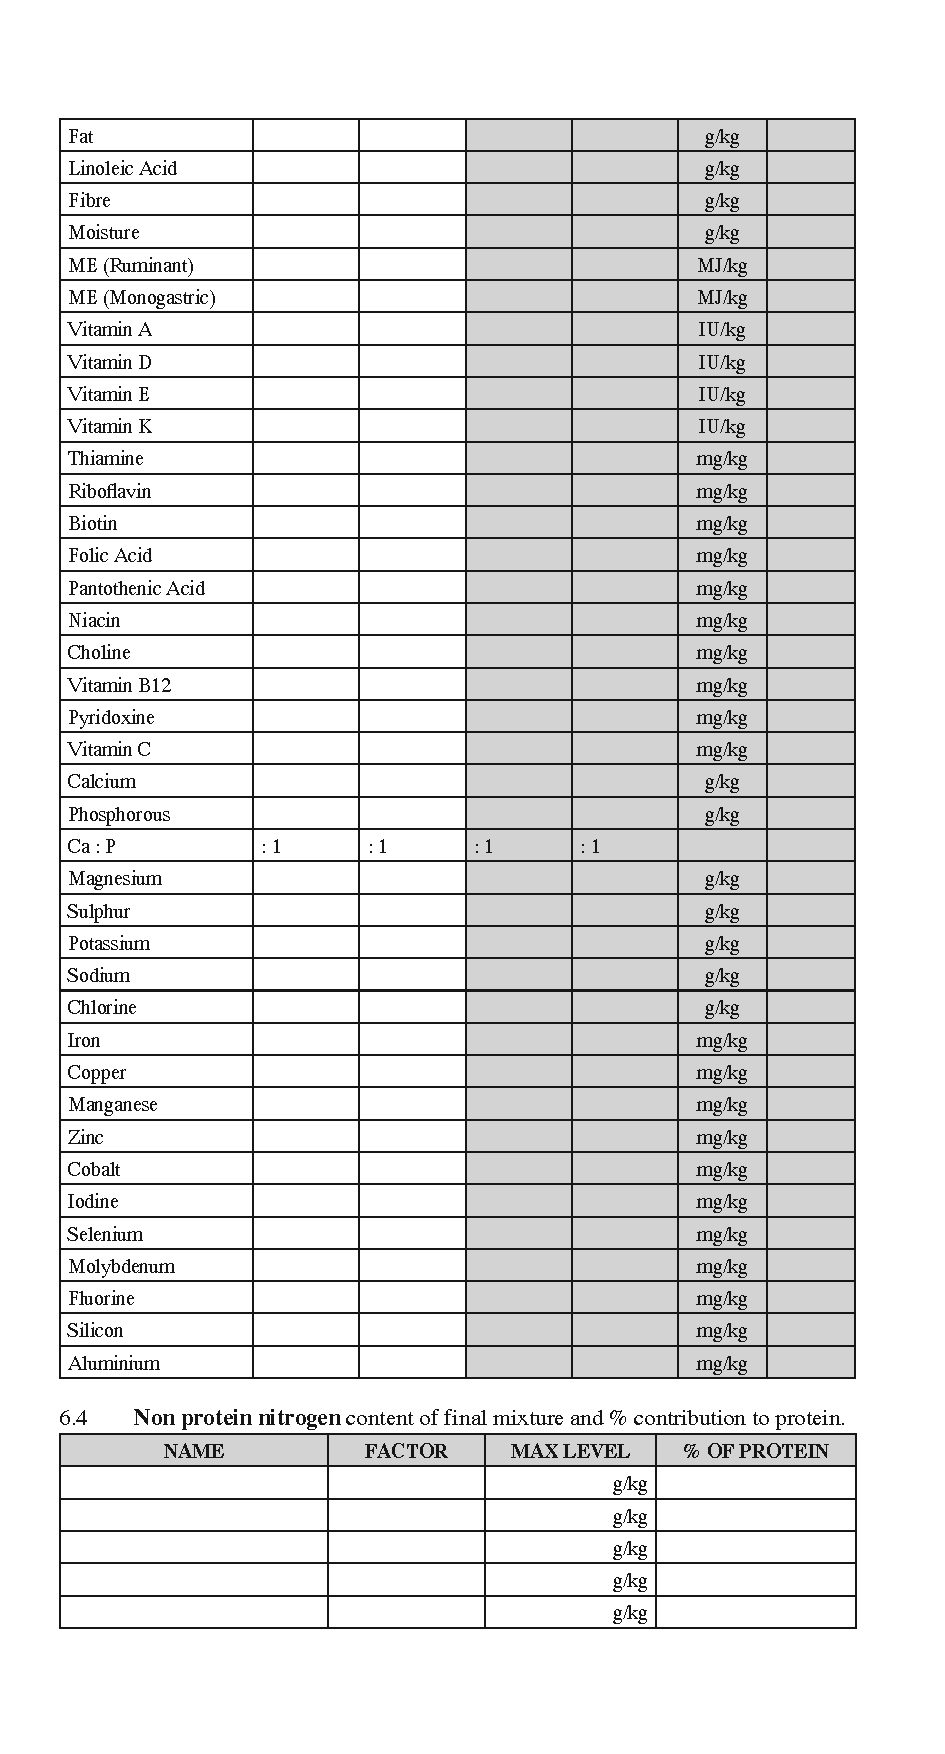 Fat g/kg
Linoleic Acid g/kg
Fibre g/kg
Moisture g/kg
ME (Ruminant) MJ/kg
ME (Monogastric) MJ/kg
Vitamin A IU/kg
Vitamin D IU/kg
Vitamin E IU/kg
Vitamin K IU/kg
Thiamine mg/kg
Riboflavin mg/kg
Biotin mg/kg
Folic Acid mg/kg
Pantothenic Acid mg/kg
Niacin mg/kg
Choline mg/kg
Vitamin B12 mg/kg
Pyridoxine mg/kg
Vitamin C mg/kg
Calcium g/kg
Phosphorous g/kg
Ca : P : 1 : 1 : 1 : 1
Magnesium g/kg
Sulphur g/kg
Potassium g/kg
Sodium g/kg
Chlorine g/kg
Iron mg/kg
Copper mg/kg
Manganese mg/kg
Zinc mg/kg
Cobalt mg/kg
Iodine mg/kg
Selenium mg/kg
Molybdenum mg/kg
Fluorine mg/kg
Silicon mg/kg
Aluminium mg/kg
6.4 Non protein nitrogen content of final mixture and % contribution to protein.
NAME FACTOR MAX LEVEL % OF PROTEIN
g/kg
g/kg
g/kg
g/kg
g/kg